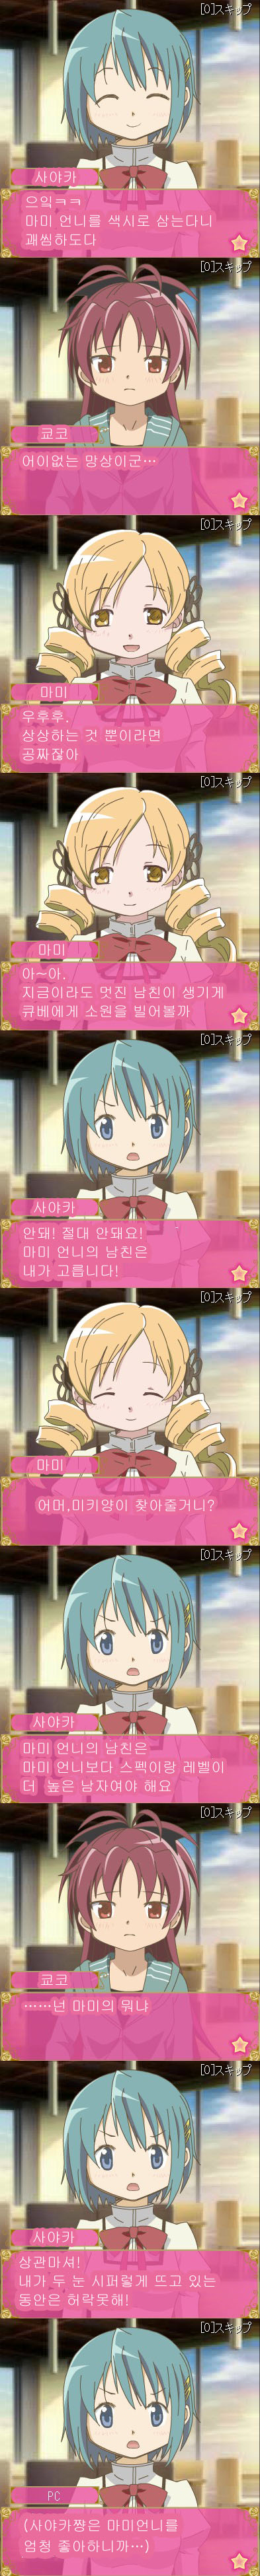 [0]スキップ
사야카
으잌ㅋㅋ
마미 언니를 색시로 삼는다니
괘씸하도다
[0]スキップ
쿄코
어이없는 망상이군…
[0]スキップ
마미
우후후.
상상하는 것 뿐이라면
공짜잖아
[0]スキップ
마미
아~아.
지금이라도 멋진 남친이 생기게
큐베에게 소원을 빌어볼까
[0]スキップ
사야카
안돼! 절대 안돼요!
마미 언니의 남친은
내가 고릅니다!
[0]スキップ
마미
어머,미키양이 찾아줄거니?
[0]スキップ
사야카
마미 언니의 남친은
마미 언니보다 스펙이랑 레벨이
더 높은 남자여야 해요
[0]スキップ
쿄코
……넌 마미의 뭐냐
[0]スキップ
사야카
상관마셔!
내가 두 눈 시퍼렇게 뜨고 있는
동안은 허락못해!
[0]スキップ
PC
(사야카쨩은 마미언니를
엄청 좋아하니까…)